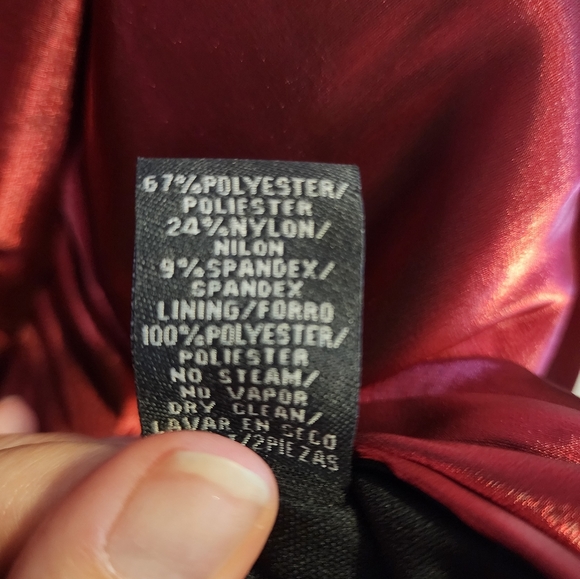 67%POLYESTER/
POLIESTER
24%NYLON/
NILON
9%SPANDEX/
SPANDEX
LINING/FORRO
100%POLYESTER/
POLIESTER
NO STEAM/
NO VAPOR
DRY CLEAN/
LAVAR EN SECO
/2PIEZAS